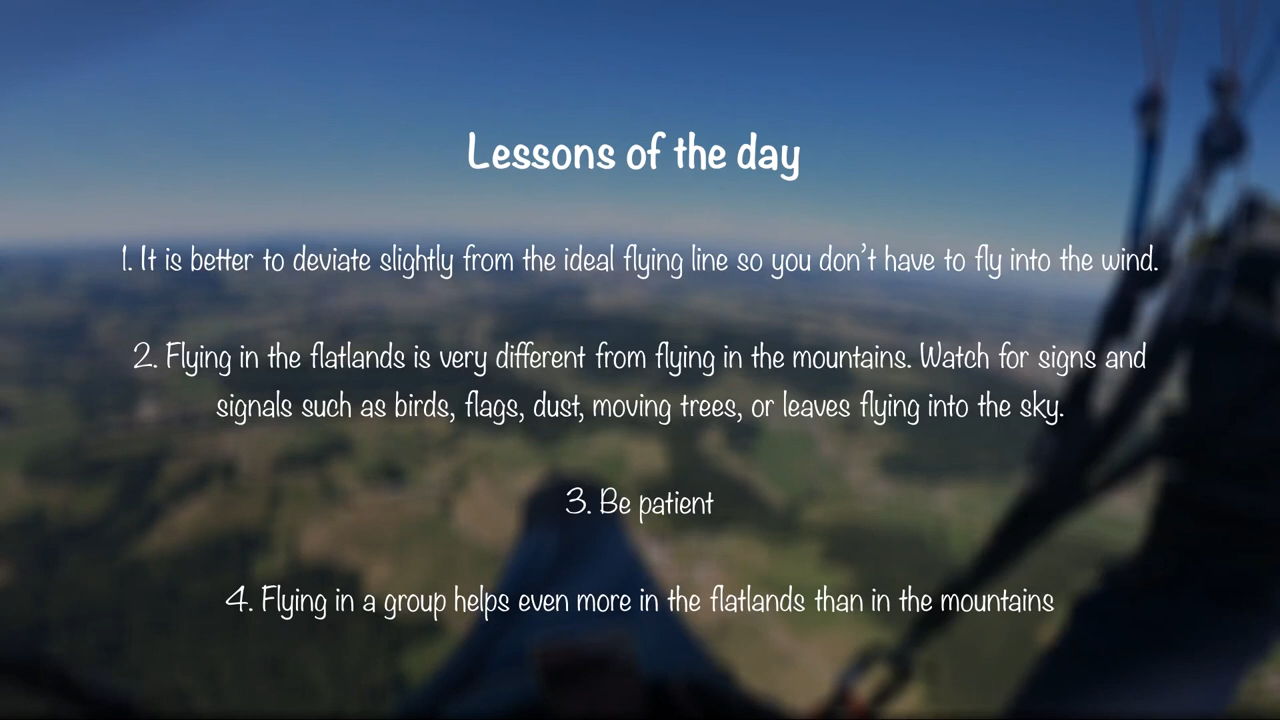 Lessons of the day
1. It is better to deviate slightly from the ideal flying line so you don’t have to fly into the wind.
2. Flying in the flatlands is very different from flying in the mountains. Watch for signs and
signals such as birds, flags, dust, moving trees, or leaves flying into the sky.
3. Be patient
4. Flying in a group helps even more in the flatlands than in the mountains